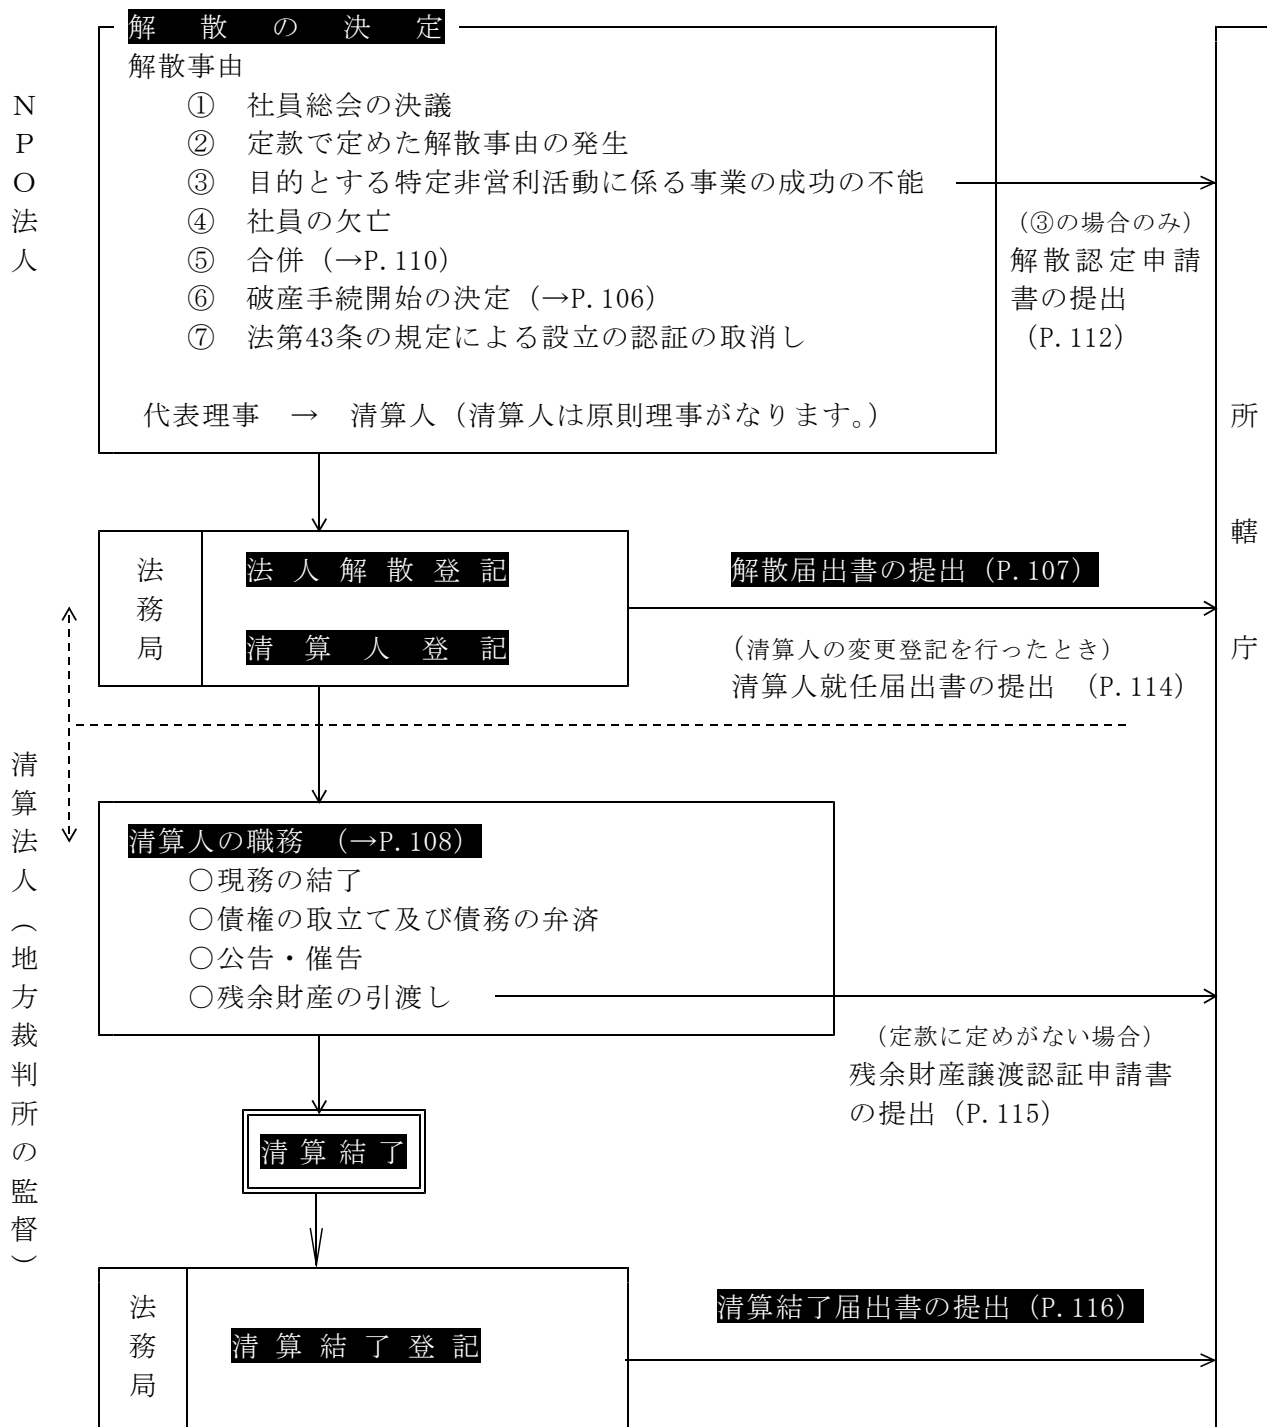 解散の決定
解散事由
① 社員総会の決議
② 定款で定めた解散事由の発生
③ 目的とする特定非営利活動に係る事業の成功の不能
④ 社員の欠亡
⑤ 合併（→P.110）
⑥ 破産手続開始の決定（→P.106）
⑦ 法第43条の規定による設立の認証の取消し
代表理事 → 清算人（清算人は原則理事がなります。）
NPO法人
（③の場合のみ）
解散認定申請
書の提出
（P.112）
所轄庁
法務局
法人解散登記
清算人登記
解散届出書の提出（P.107）
（清算人の変更登記を行ったとき）
清算人就任届出書の提出 （P.114）
清算法人（地方裁判所の監督）
清算人の職務 （→P.108）
○現務の結了
○債権の取立て及び債務の弁済
○公告・催告
○残余財産の引渡し
（定款に定めがない場合）
残余財産譲渡認証申請書
の提出（P.115）
清算結了
法務局
清算結了登記
清算結了届出書の提出（P.116）